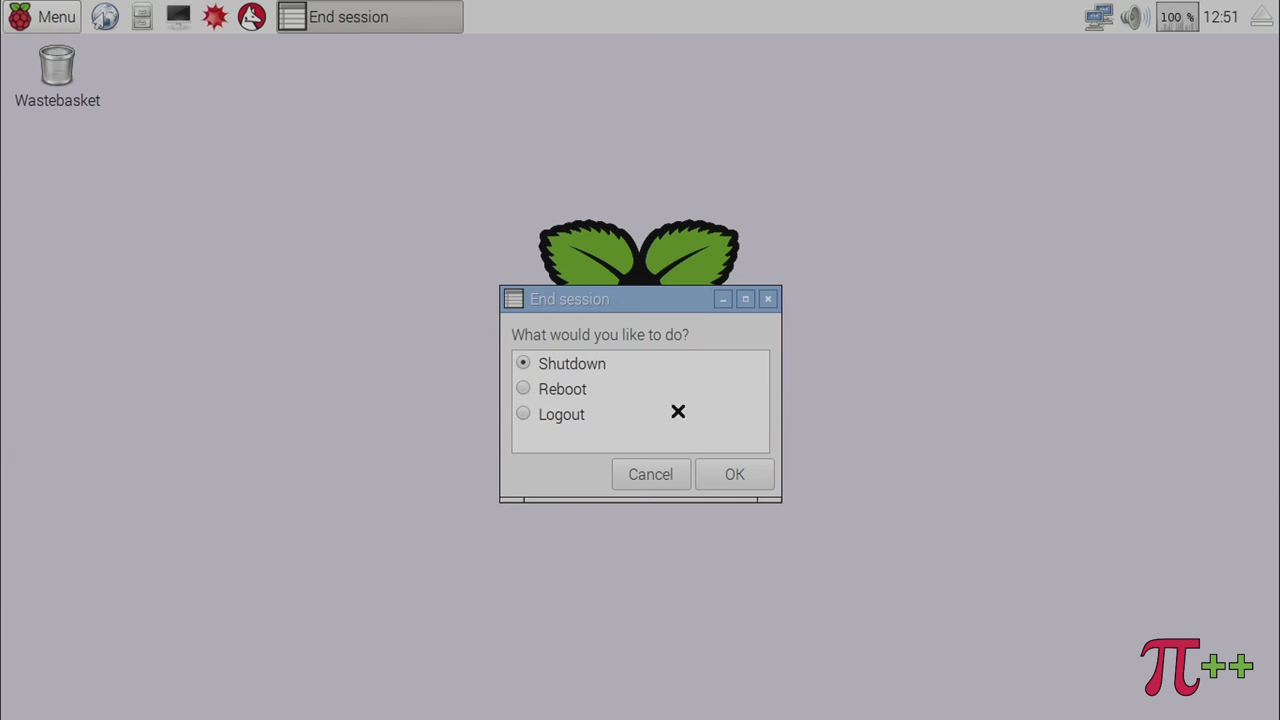 Menu
End session
100 %
12:51
Wastebasket
End session
What would you like to do?
Shutdown
Reboot
Logout
Cancel
OK
π++